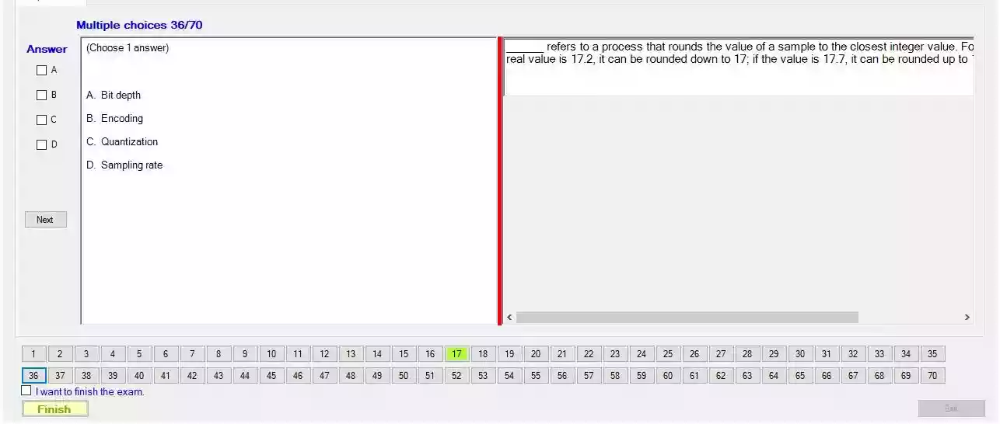 Multiple choices 36/70
Answer
(Choose 1 answer)
A
B
C
D
A. Bit depth
B. Encoding
C. Quantization
D. Sampling rate
Next
______ refers to a process that rounds the value of a sample to the closest integer value. Fo
real value is 17.2, it can be rounded down to 17; if the value is 17.7, it can be rounded up to
1 2 3 4 5 6 7 8 9 10 11 12 13 14 15 16 17 18 19 20 21 22 23 24 25 26 27 28 29 30 31 32 33 34 35
36 37 38 39 40 41 42 43 44 45 46 47 48 49 50 51 52 53 54 55 56 57 58 59 60 61 62 63 64 65 66 67 68 69 70
I want to finish the exam.
Finish
Exit